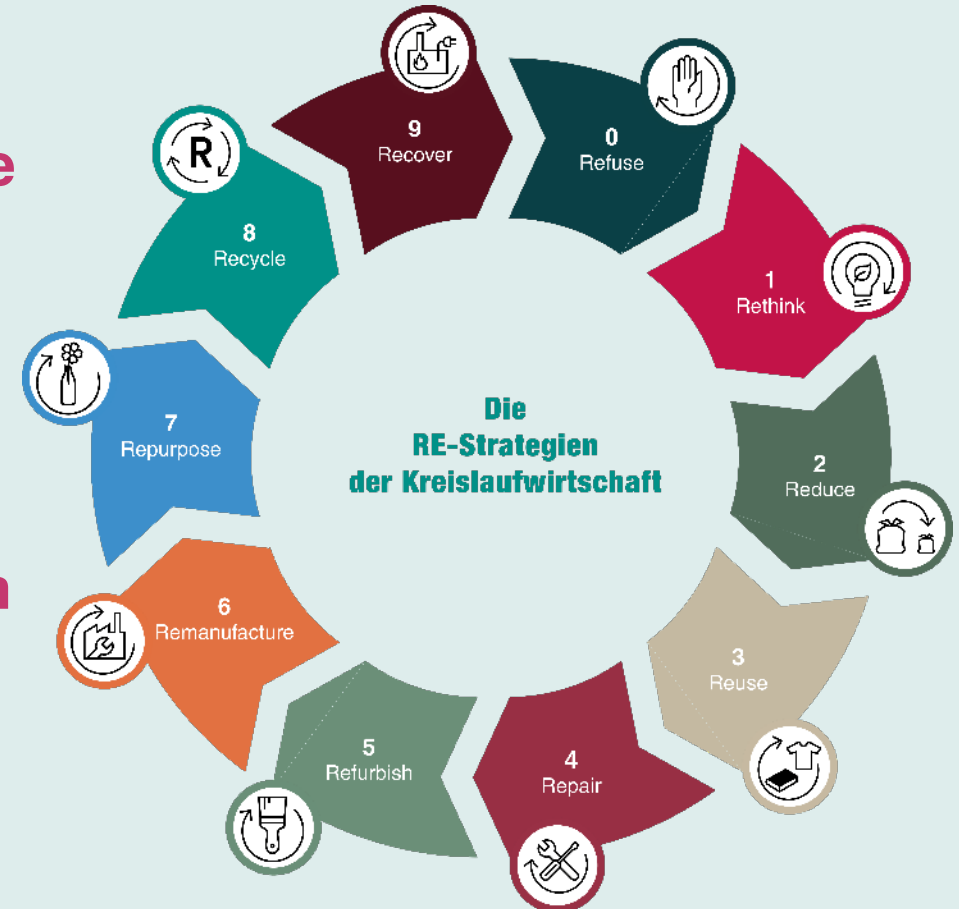 e
n
Die
RE-Strategien
der Kreislaufwirtschaft
0
Refuse
1
Rethink
2
Reduce
3
Reuse
4
Repair
5
Refurbish
6
Remanufacture
7
Repurpose
8
Recycle
R
9
Recover